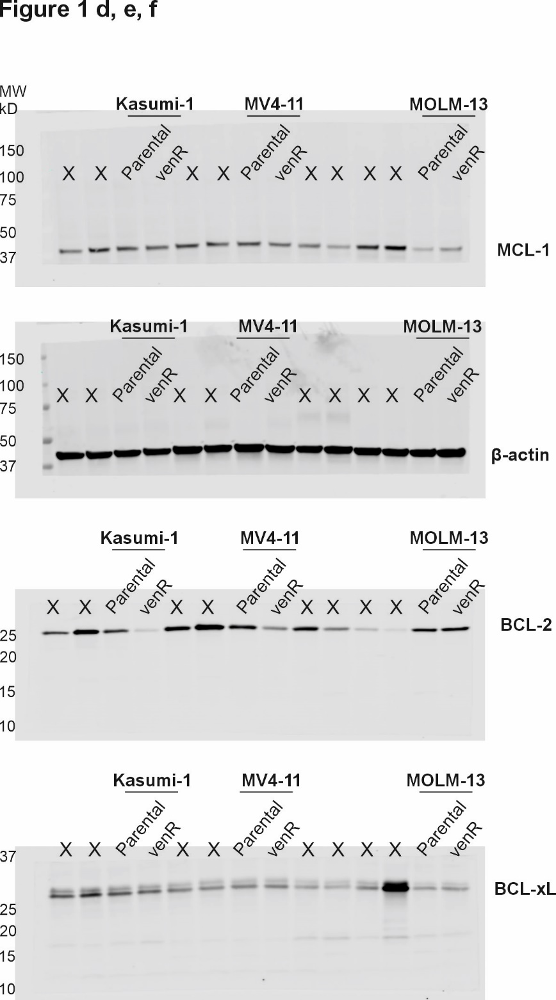 Figure 1 d, e, f
MW
kD
Kasumi-1 MV4-11 MOLM-13
Parental venR Parental venR Parental venR
X X X X X X X X
150
100
75
50
37
MCL-1
Kasumi-1 MV4-11 MOLM-13
Parental venR Parental venR Parental venR
X X X X X X X X
150
100
75
50
37
β-actin
Kasumi-1 MV4-11 MOLM-13
Parental venR Parental venR Parental venR
X X X X X X X X
BCL-2
25
20
15
10
Kasumi-1 MV4-11 MOLM-13
Parental venR Parental venR Parental venR
X X X X X X X X
37
BCL-xL
25
20
15
10